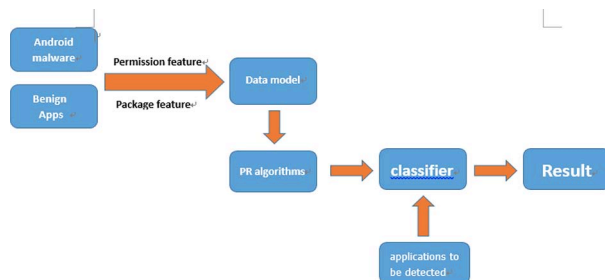 Android
malware
Benign
Apps
Permission feature
Package feature
Data model
PR algorithms
classifier
Result
applications to
be detected